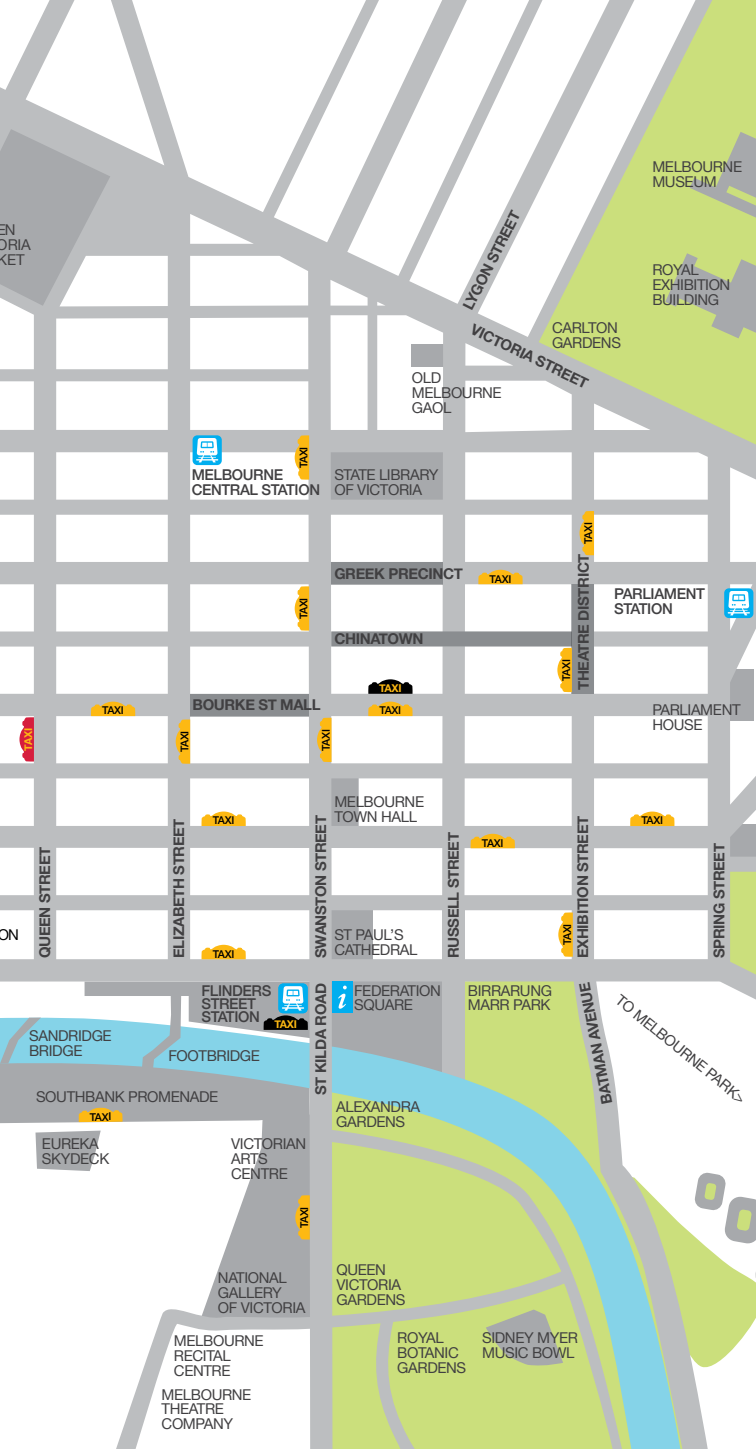 MELBOURNE
MUSEUM
EN
ORIA
KET
LYGON STREET
ROYAL
EXHIBITION
BUILDING
CARLTON
GARDENS
VICTORIA STREET
OLD
MELBOURNE
GAOL
TAXI
MELBOURNE
CENTRAL STATION
STATE LIBRARY
OF VICTORIA
TAXI
GREEK PRECINCT
TAXI
THEATRE DISTRICT
PARLIAMENT
STATION
TAXI
CHINATOWN
TAXI
TAXI
BOURKE ST MALL
TAXI
TAXI
PARLIAMENT
HOUSE
TAXI
TAXI
TAXI
MELBOURNE
TOWN HALL
TAXI
TAXI
TAXI
QUEEN STREET
ELIZABETH STREET
SWANSTON STREET
RUSSELL STREET
EXHIBITION STREET
SPRING STREET
ON
ST PAUL'S
CATHEDRAL
TAXI
TAXI
FLINDERS
STREET
STATION
TAXI
ST KILDA ROAD
i
FEDERATION
SQUARE
BIRRARUNG
MARR PARK
BATMAN AVENUE
TO MELBOURNE PARK>
SANDRIDGE
BRIDGE
FOOTBRIDGE
SOUTHBANK PROMENADE
TAXI
ALEXANDRA
GARDENS
EUREKA
SKYDECK
VICTORIAN
ARTS
CENTRE
TAXI
NATIONAL
GALLERY
OF VICTORIA
QUEEN
VICTORIA
GARDENS
MELBOURNE
RECITAL
CENTRE
ROYAL
BOTANIC
GARDENS
SIDNEY MYER
MUSIC BOWL
MELBOURNE
THEATRE
COMPANY